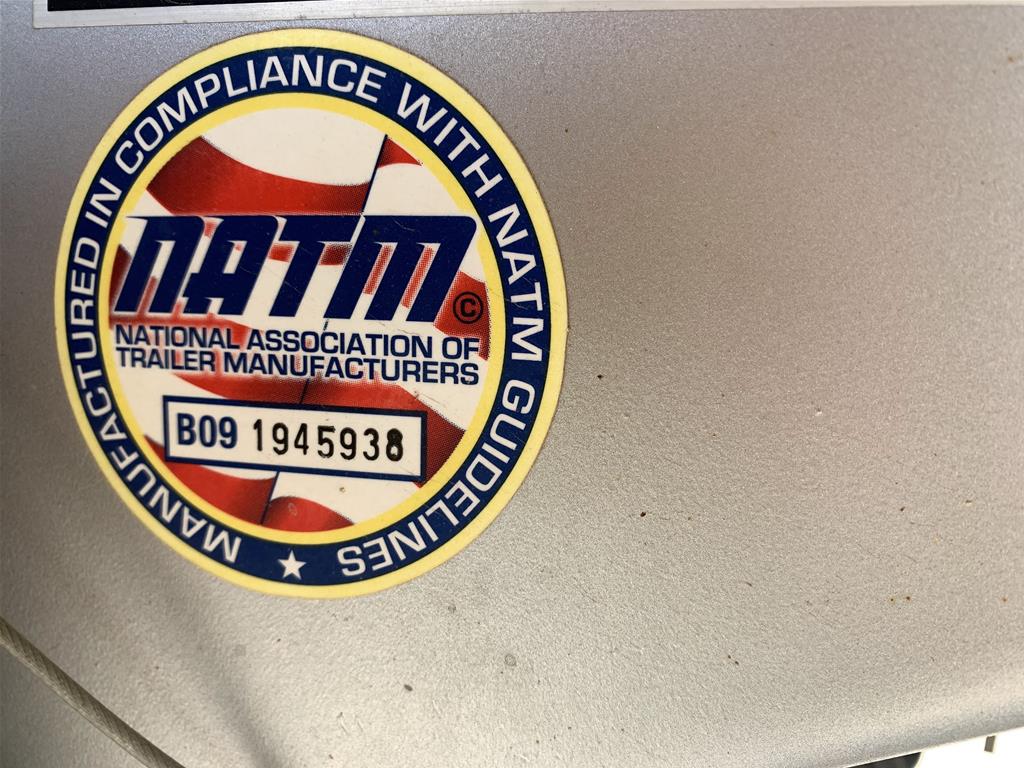 MANUFACTURED IN COMPLIANCE WITH NATM GUIDELINES
NATM ©
NATIONAL ASSOCIATION OF
TRAILER MANUFACTURERS
B09 1945938